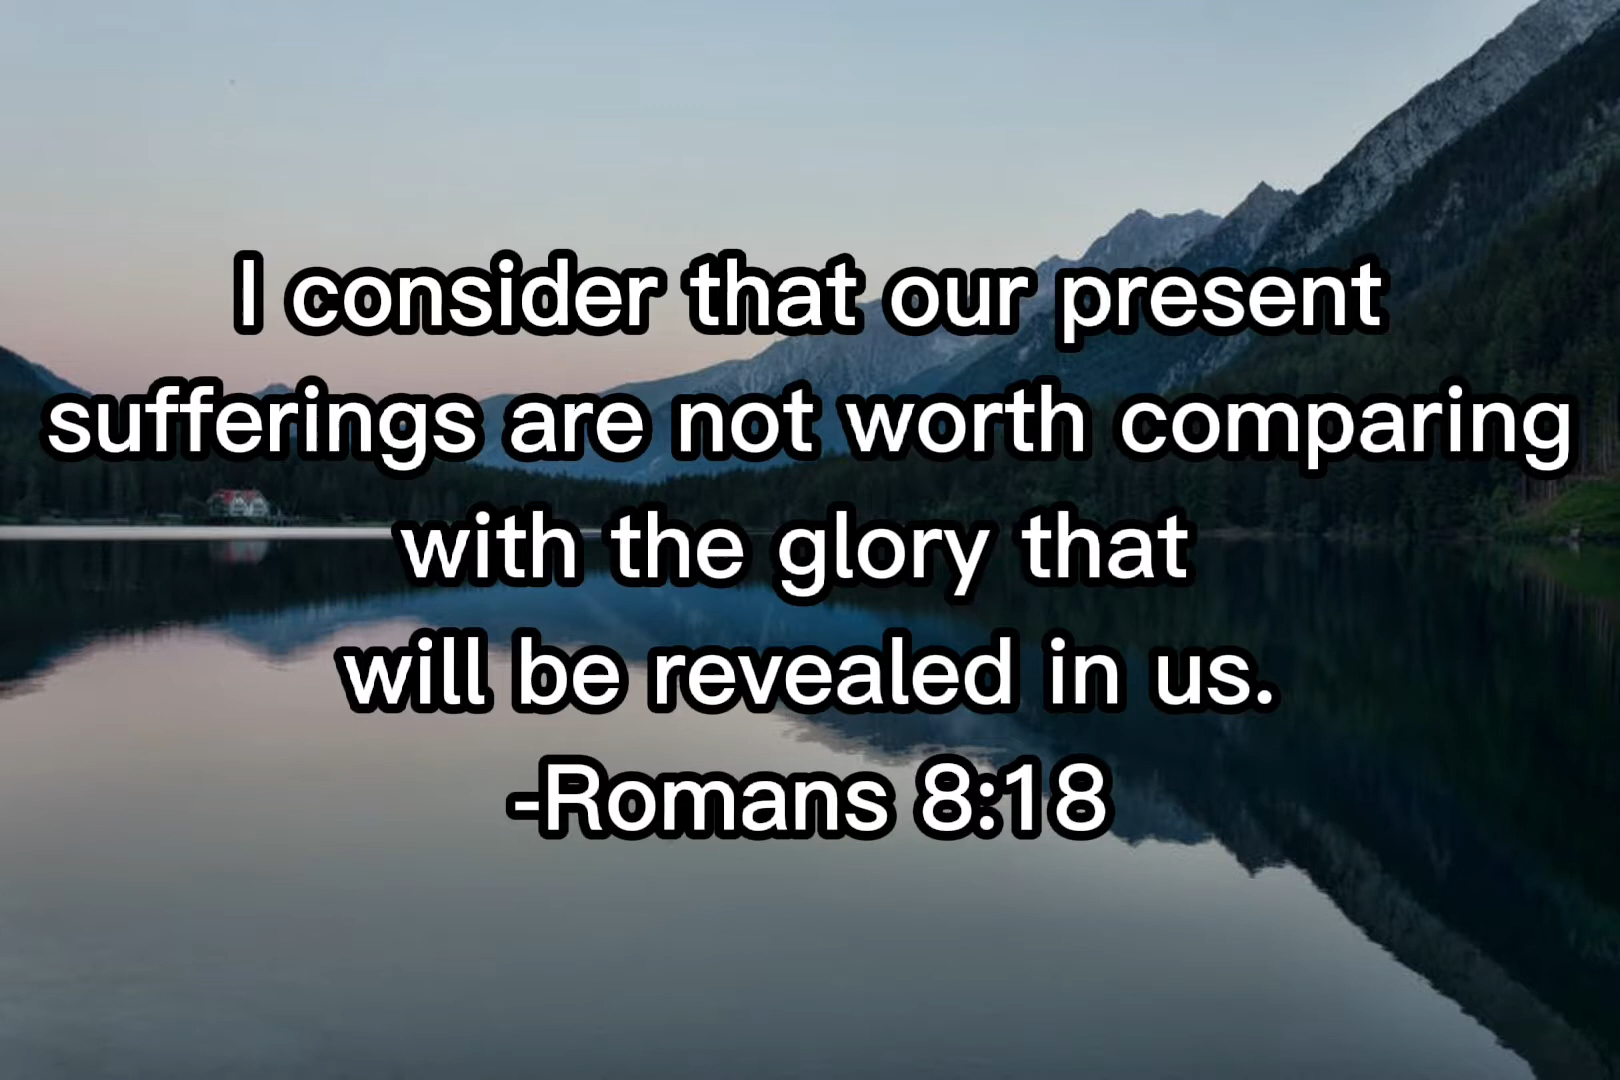 I consider that our present
sufferings are not worth comparing
with the glory that
will be revealed in us.
-Romans 8:18